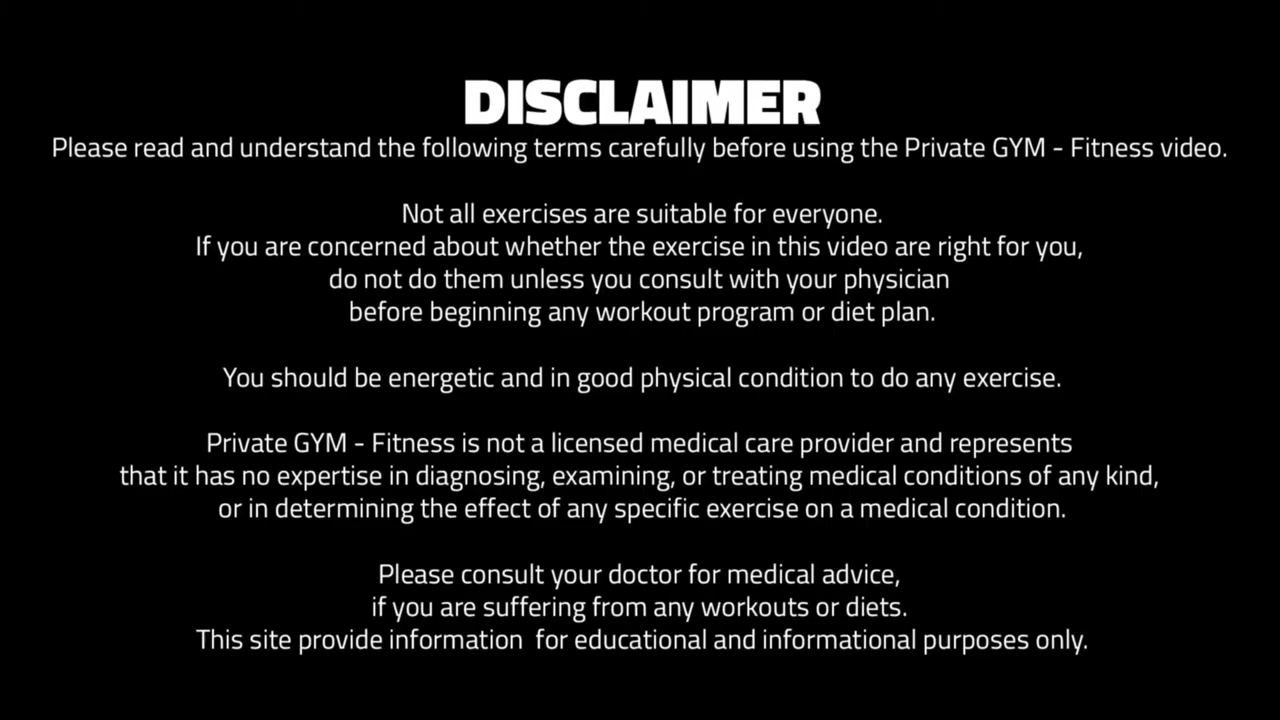 DISCLAIMER
Please read and understand the following terms carefully before using the Private GYM - Fitness video.
Not all exercises are suitable for everyone.
If you are concerned about whether the exercise in this video are right for you,
do not do them unless you consult with your physician
before beginning any workout program or diet plan.
You should be energetic and in good physical condition to do any exercise.
Private GYM - Fitness is not a licensed medical care provider and represents
that it has no expertise in diagnosing, examining, or treating medical conditions of any kind,
or in determining the effect of any specific exercise on a medical condition.
Please consult your doctor for medical advice,
if you are suffering from any workouts or diets.
This site provide information  for educational and informational purposes only.